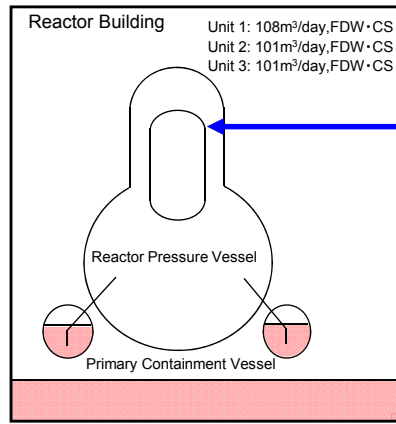 Reactor Building
Unit 1: 108m³/day,FDW・CS
Unit 2: 101m³/day,FDW・CS
Unit 3: 101m³/day,FDW・CS
Reactor Pressure Vessel
Primary Containment Vessel